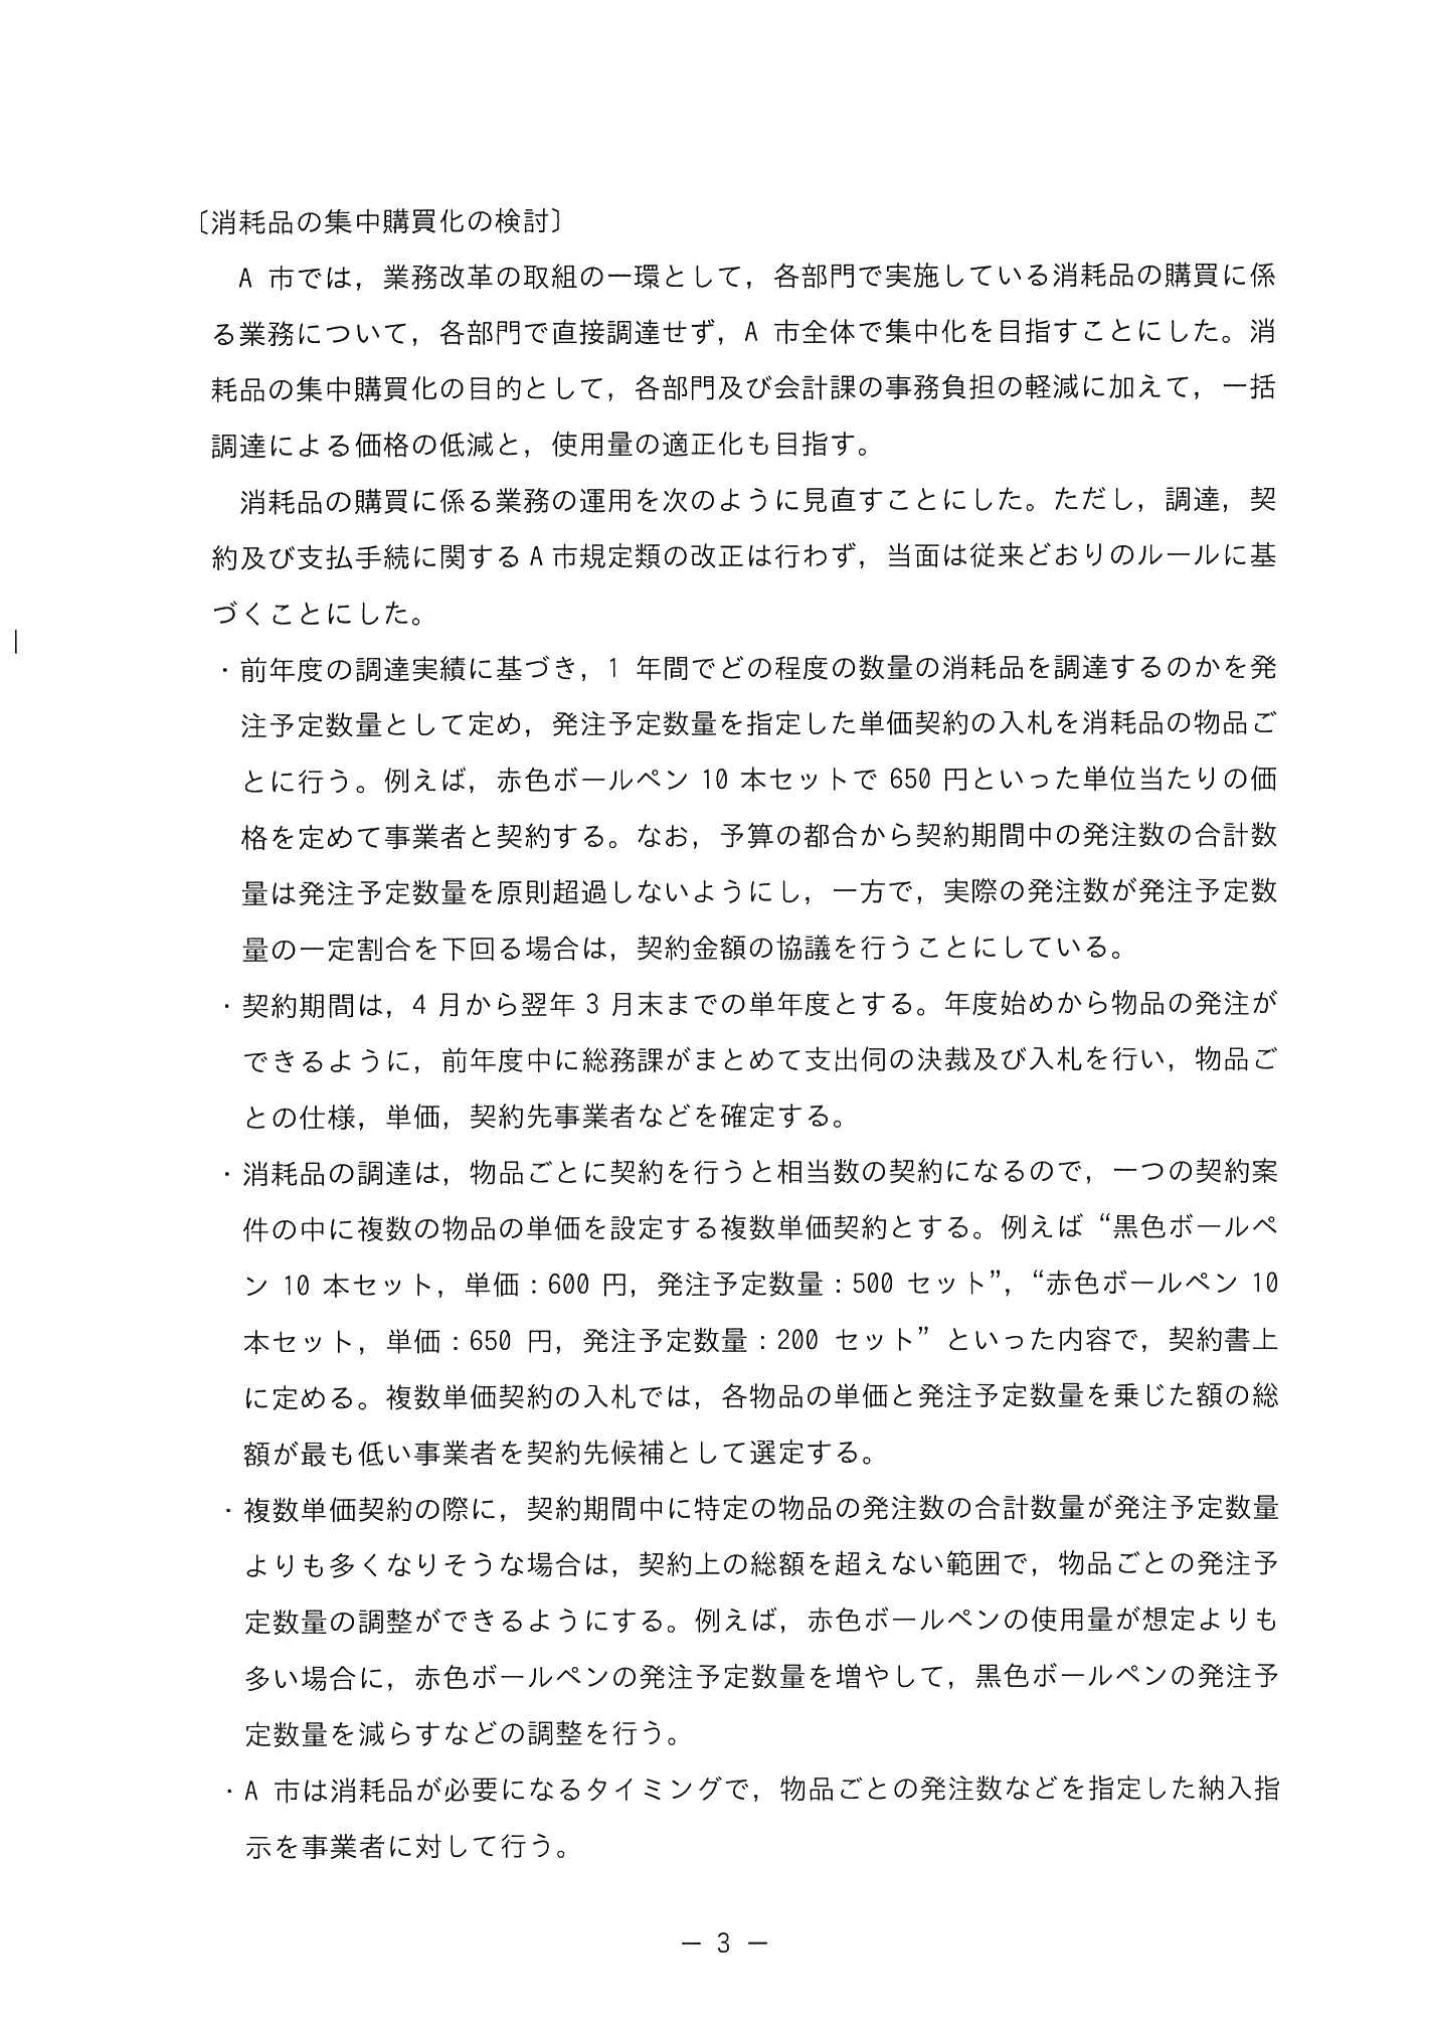 〔消耗品の集中購買化の検討〕
A 市では，業務改革の取組の一環として，各部門で実施している消耗品の購買に係
る業務について，各部門で直接調達せず，A 市全体で集中化を目指すことにした。消
耗品の集中購買化の目的として，各部門及び会計課の事務負担の軽減に加えて，一括
調達による価格の低減と，使用量の適正化も目指す。
消耗品の購買に係る業務の運用を次のように見直すことにした。ただし，調達，契
約及び支払手続に関する A 市規定類の改正は行わず，当面は従来どおりのルールに基
づくことにした。
・前年度の調達実績に基づき，1 年間でどの程度の数量の消耗品を調達するのかを発
注予定数量として定め，発注予定数量を指定した単価契約の入札を消耗品の物品ご
とに行う。例えば，赤色ボールペン 10 本セットで 650 円といった単位当たりの価
格を定めて事業者と契約する。なお，予算の都合から契約期間中の発注数の合計数
量は発注予定数量を原則超過しないようにし，一方で，実際の発注数が発注予定数
量の一定割合を下回る場合は，契約金額の協議を行うことにしている。
・契約期間は，4 月から翌年 3 月末までの単年度とする。年度始めから物品の発注が
できるように，前年度中に総務課がまとめて支出伺の決裁及び入札を行い，物品ご
との仕様，単価，契約先事業者などを確定する。
・消耗品の調達は，物品ごとに契約を行うと相当数の契約になるので，一つの契約案
件の中に複数の物品の単価を設定する複数単価契約とする。例えば “黒色ボールペ
ン 10 本セット，単価：600 円，発注予定数量：500 セット”，“赤色ボールペン 10
本セット，単価：650 円，発注予定数量：200 セット” といった内容で，契約書上
に定める。複数単価契約の入札では，各物品の単価と発注予定数量を乗じた額の総
額が最も低い事業者を契約先候補として選定する。
・複数単価契約の際に，契約期間中に特定の物品の発注数の合計数量が発注予定数量
よりも多くなりそうな場合は，契約上の総額を超えない範囲で，物品ごとの発注予
定数量の調整ができるようにする。例えば，赤色ボールペンの使用量が想定よりも
多い場合に，赤色ボールペンの発注予定数量を増やして，黒色ボールペンの発注予
定数量を減らすなどの調整を行う。
・A 市は消耗品が必要になるタイミングで，物品ごとの発注数などを指定した納入指
示を事業者に対して行う。
－ 3 －